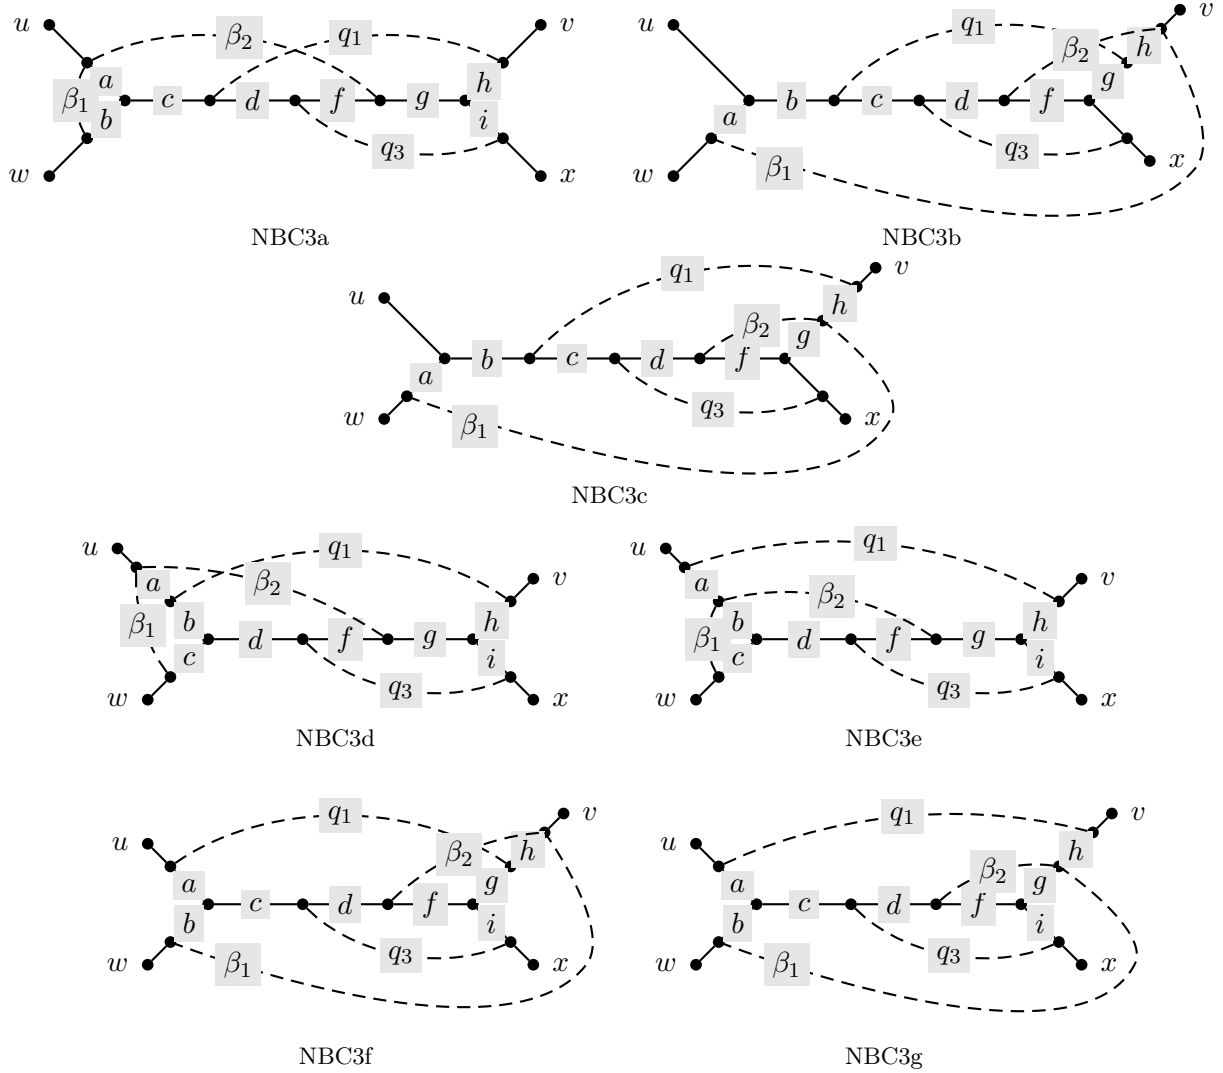 u β₂ q₁ v
a h
β₁ c d f g
b i
q₃
w x
NBC3a
u q₁ v
β₂ h
g
b c d f
a
q₃
w β₁ x
NBC3b
q₁ v
u h
β₂ g
b c d f
a
q₃
w β₁ x
NBC3c
u q₁
a β₂ v
β₁ b h
d f g
c i
q₃
w x
NBC3d
u q₁
a v
β₂
b h
β₁ d f g
c i
q₃
w x
NBC3e
q₁ v
u β₂ h
a g
c d f
b i
q₃
w β₁ x
NBC3f
q₁ v
u h
β₂
a g
c d f
b i
q₃
w β₁ x
NBC3g